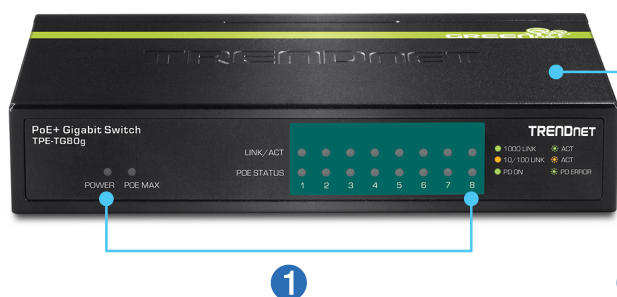 GREENnet
TRENDNET
PoE+ Gigabit Switch
TPE-TG80g
TRENDNET
LINK/ACT
1000 LINK ACT
10/100 LINK ACT
POE STATUS
PD ON PD ERROR
POWER POE MAX
1 2 3 4 5 6 7 8
1